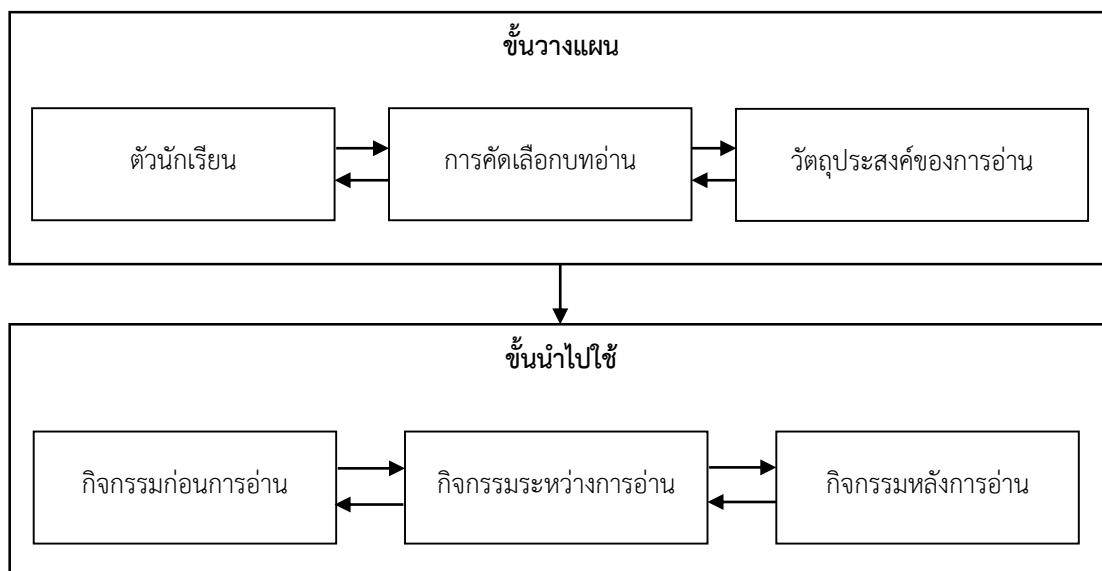 ขั้นวางแผน
ตัวนักเรียน
การคัดเลือกบทอ่าน
วัตถุประสงค์ของการอ่าน
ขั้นนำไปใช้
กิจกรรมก่อนการอ่าน
กิจกรรมระหว่างการอ่าน
กิจกรรมหลังการอ่าน